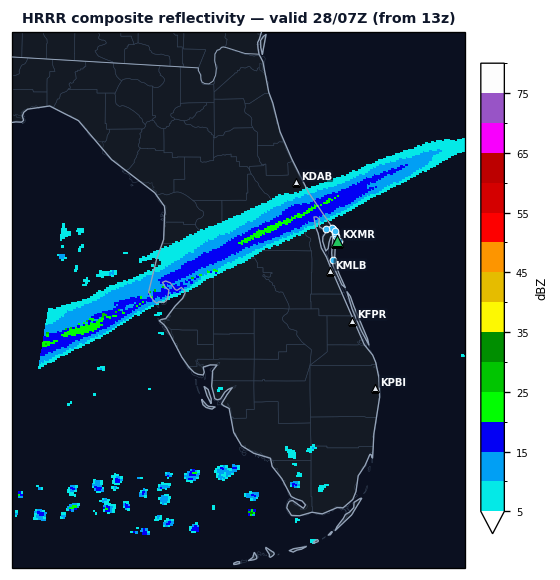 HRRR composite reflectivity — valid 28/07Z (from 13z)
KDAB
KXMR
KMLB
KFPR
KPBI
75
65
55
45
35
25
15
5
dBZ